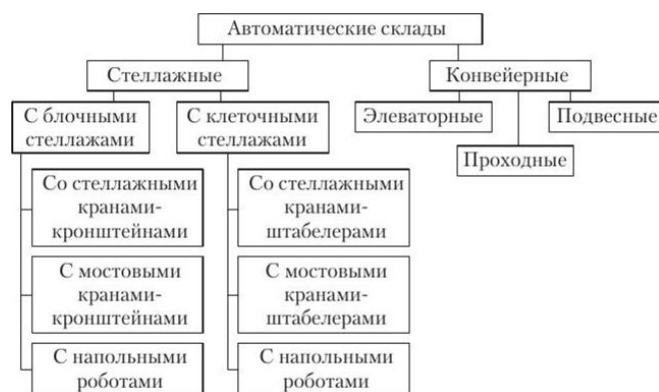 Автоматические склады
Стеллажные
Конвейерные
С блочными
стеллажами
С клеточными
стеллажами
Элеваторные
Подвесные
Проходные
Со стеллажными
кранами-
кронштейнами
Со стеллажными
кранами-
штабелерами
С мостовыми
кранами-
кронштейнами
С мостовыми
кранами-
штабелерами
С напольными
роботами
С напольными
роботами